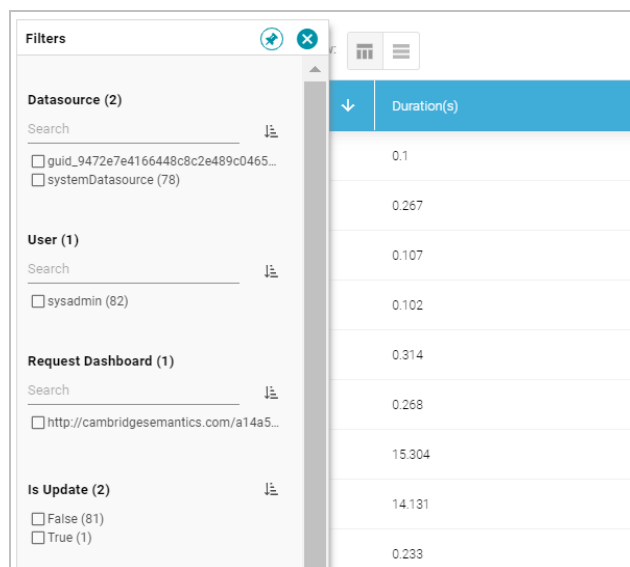 Filters
Datasource (2)
Search
guid_9472e7e4166448c8c2e489c0465...
systemDatasource (78)
User (1)
Search
sysadmin (82)
Request Dashboard (1)
Search
http://cambridgesemantics.com/a14a5...
Is Update (2)
False (81)
True (1)
Duration(s)
0.1
0.267
0.107
0.102
0.314
0.268
15.304
14.131
0.233